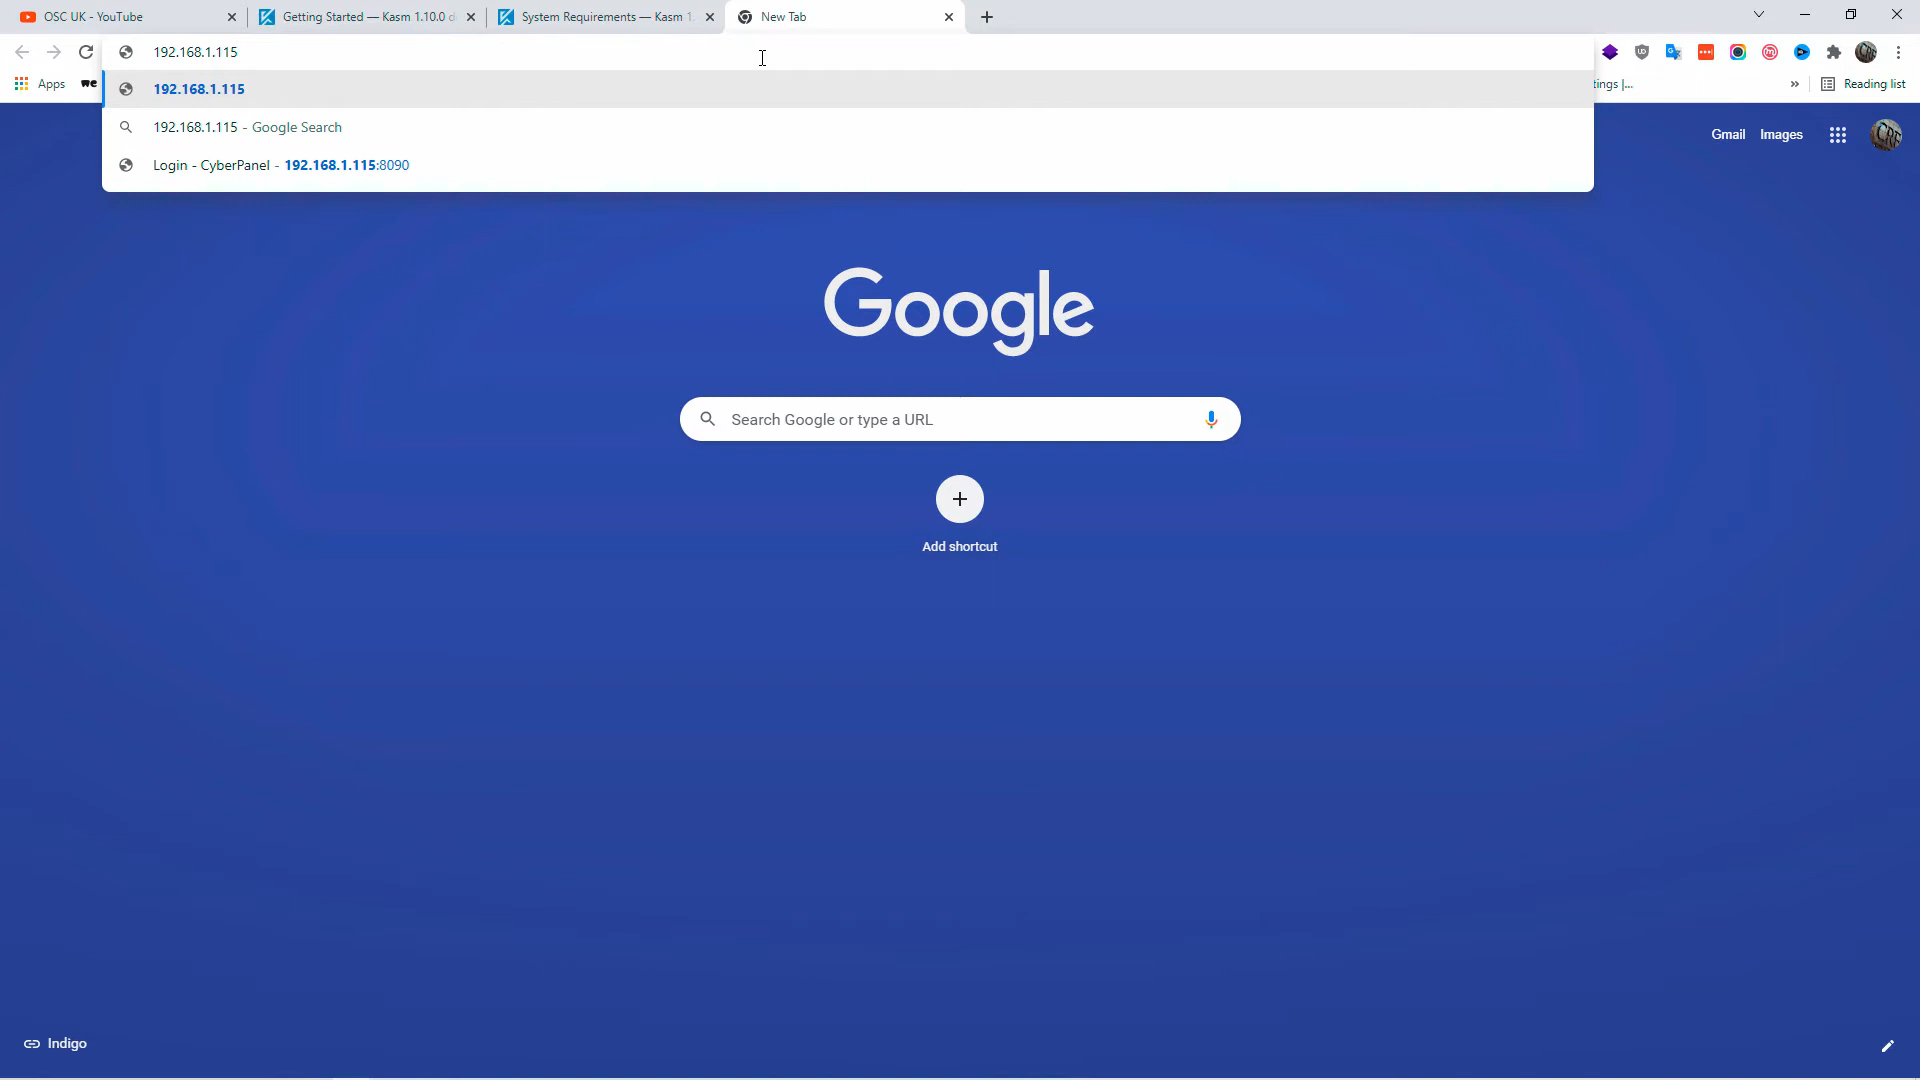 OSC UK - YouTube
Getting Started — Kasm 1.10.0 d
System Requirements — Kasm 1.
New Tab
192.168.1.115
Apps
we
192.168.1.115
tings |...
»
Reading list
192.168.1.115 - Google Search
Login - CyberPanel - 192.168.1.115:8090
Gmail
Images
CRE
Google
Search Google or type a URL
Add shortcut
Indigo